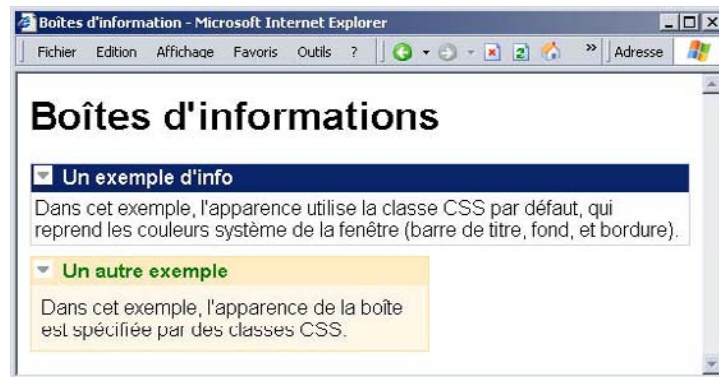 Boîtes d'information - Microsoft Internet Explorer
Fichier Edition Affichage Favoris Outils ? » Adresse
Boîtes d'informations
Un exemple d'info
Dans cet exemple, l'apparence utilise la classe CSS par défaut, qui
reprend les couleurs système de la fenêtre (barre de titre, fond, et bordure).
Un autre exemple
Dans cet exemple, l'apparence de la boîte
est spécifiée par des classes CSS.